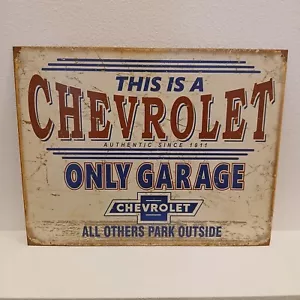 THIS IS A
CHEVROLET
AUTHENTIC SINCE 1911
ONLY GARAGE
CHEVROLET
ALL OTHERS PARK OUTSIDE